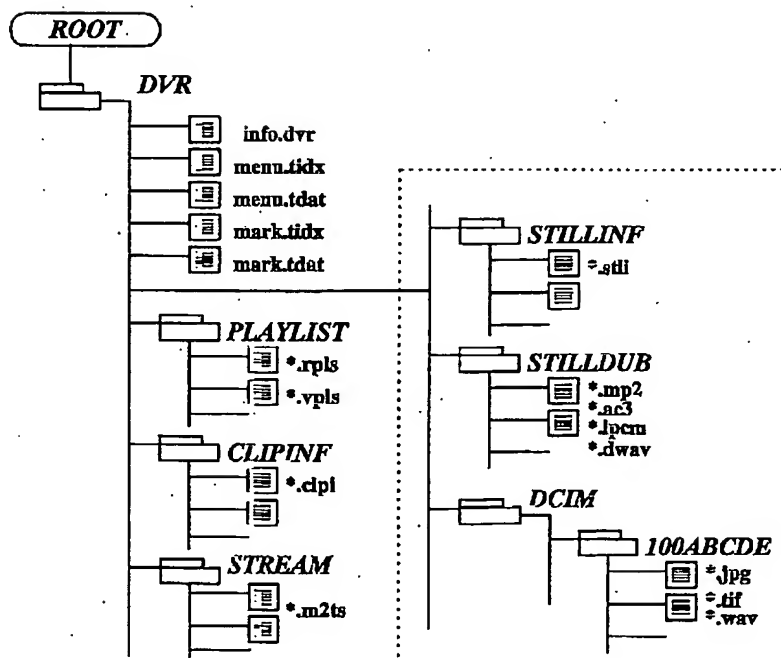 ROOT
DVR
info.dvr
menu.tidx
menu.tdat
mark.tidx
mark.tdat
PLAYLIST
*.rpls
*.vpls
CLIPINF
*.clpi
STREAM
*.m2ts
STILLINF
*.stli
STILLDUB
*.mp2
*.ac3
*.lpcm
*.dwav
DCIM
100ABCDE
*.jpg
*.tif
*.wav